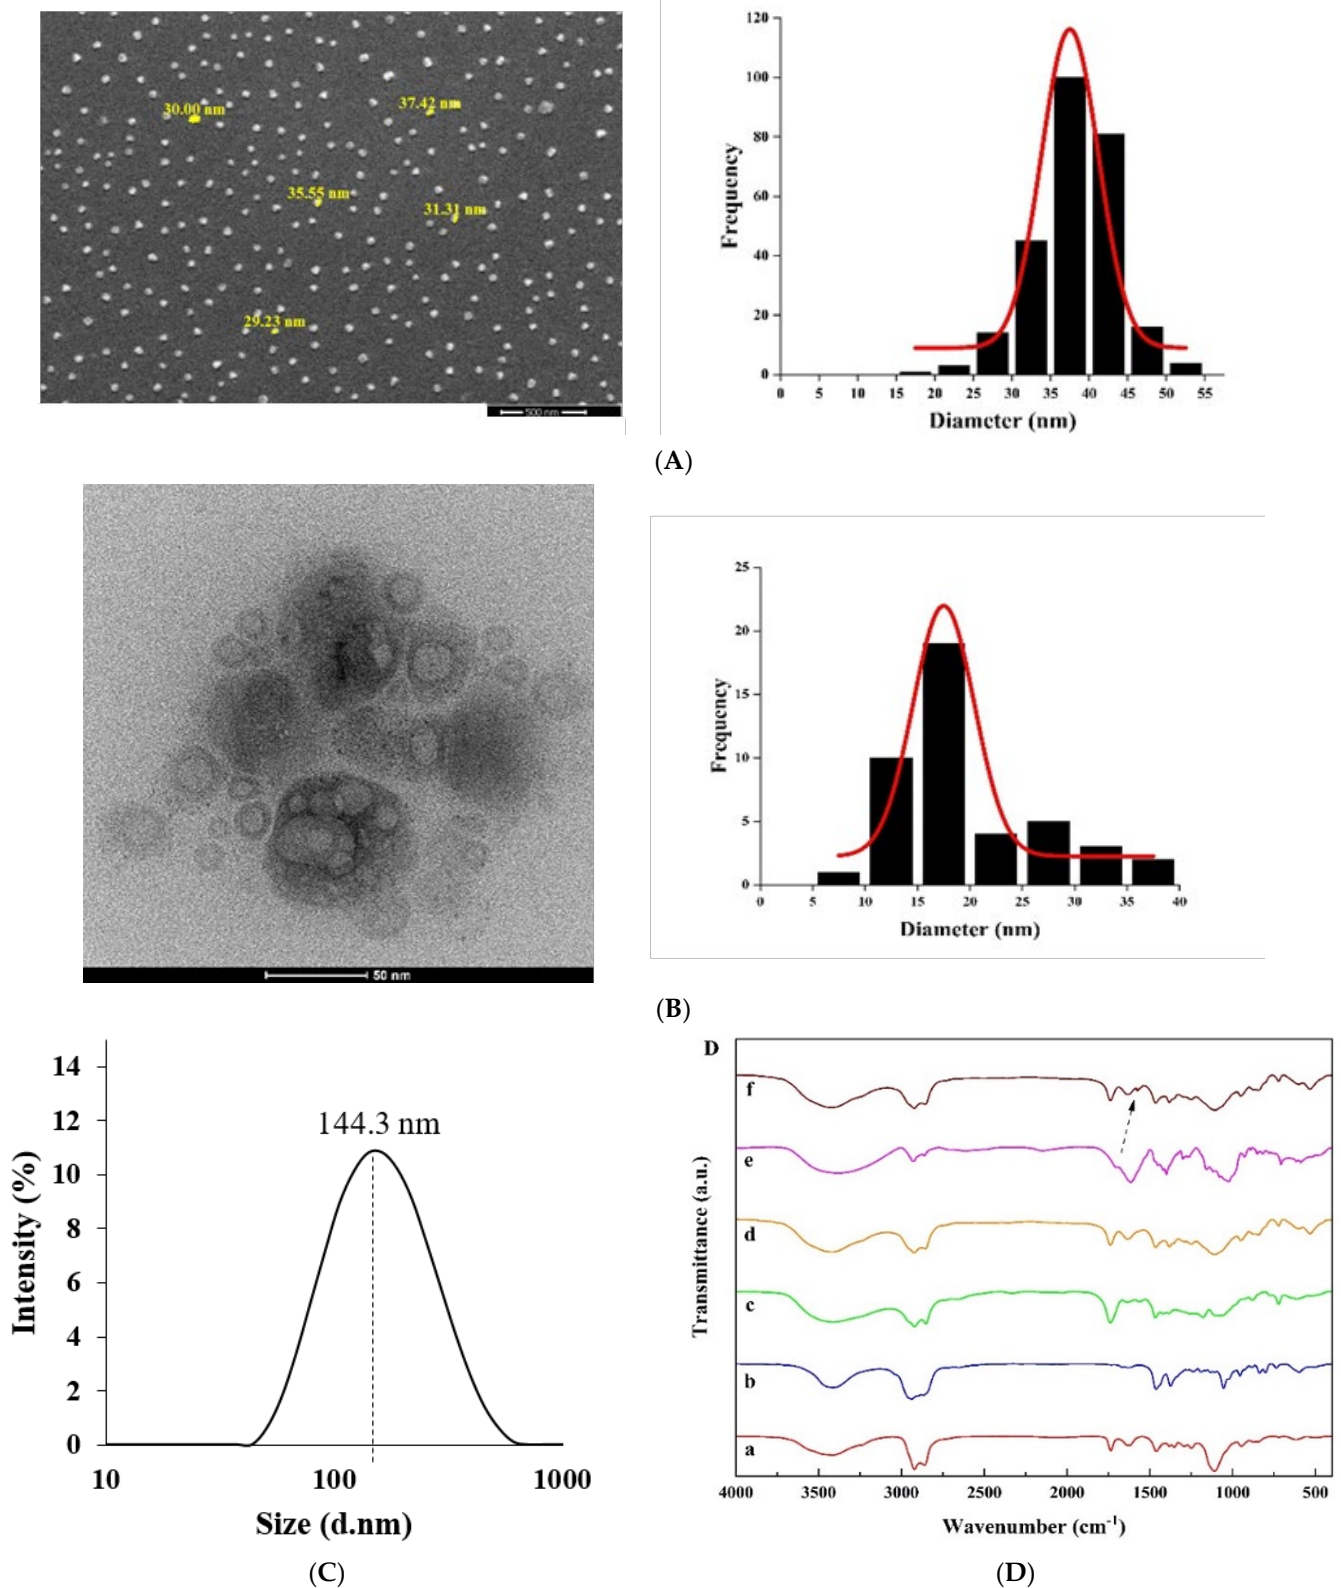 30.00 nm
37.42 nm
35.55 nm
31.31 nm
29.23 nm
500 nm
120
100
80
60
40
20
0
Frequency
0 5 10 15 20 25 30 35 40 45 50 55
Diameter (nm)
(A)
50 nm
25
20
15
10
5
0
Frequency
0 5 10 15 20 25 30 35 40
Diameter (nm)
(B)
14
12
10
8
6
4
2
0
Intensity (%)
144.3 nm
10 100 1000
Size (d.nm)
(C)
D
f
e
d
c
b
a
Transmittance (a.u.)
4000 3500 3000 2500 2000 1500 1000 500
Wavenumber (cm⁻¹)
(D)